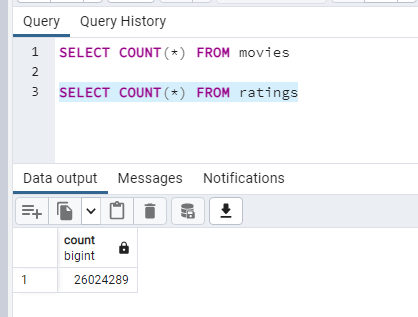 Query Query History
1 SELECT COUNT(*) FROM movies
2
3 SELECT COUNT(*) FROM ratings
Data output Messages Notifications
count
bigint
1 26024289